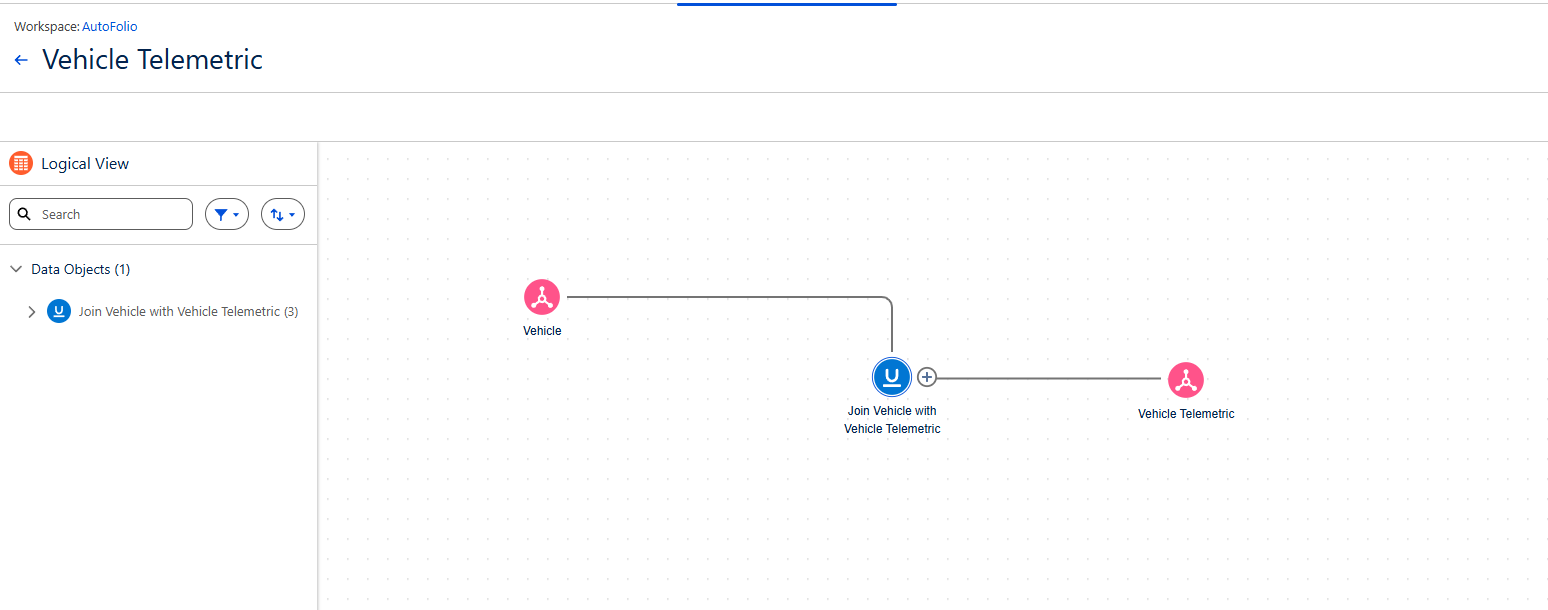 Workspace: AutoFolio
Vehicle Telemetric
Logical View
Search
Data Objects (1)
Join Vehicle with Vehicle Telemetric (3)
Vehicle
Join Vehicle with
Vehicle Telemetric
Vehicle Telemetric